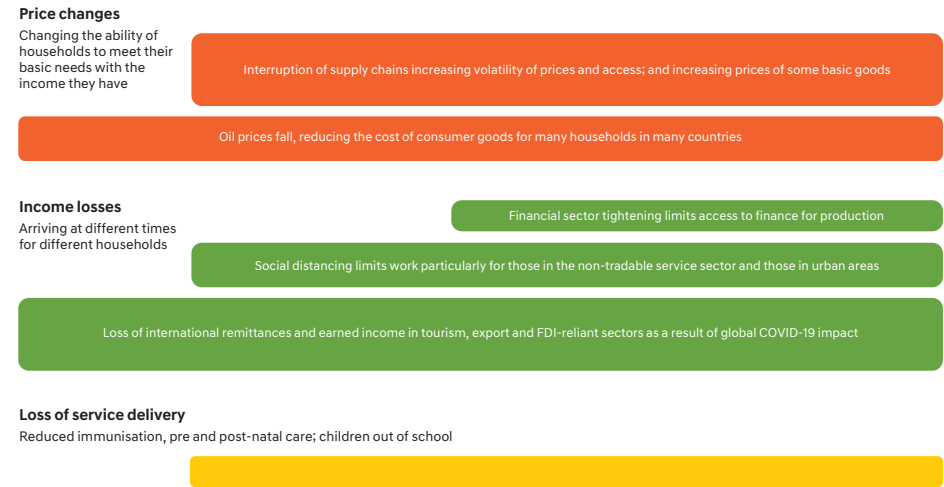 Price changes
Changing the ability of
households to meet their
basic needs with the
income they have
Interruption of supply chains increasing volatility of prices and access; and increasing prices of some basic goods
Oil prices fall, reducing the cost of consumer goods for many households in many countries
Income losses
Arriving at different times
for different households
Financial sector tightening limits access to finance for production
Social distancing limits work particularly for those in the non-tradable service sector and those in urban areas
Loss of international remittances and earned income in tourism, export and FDI-reliant sectors as a result of global COVID-19 impact
Loss of service delivery
Reduced immunisation, pre and post-natal care; children out of school